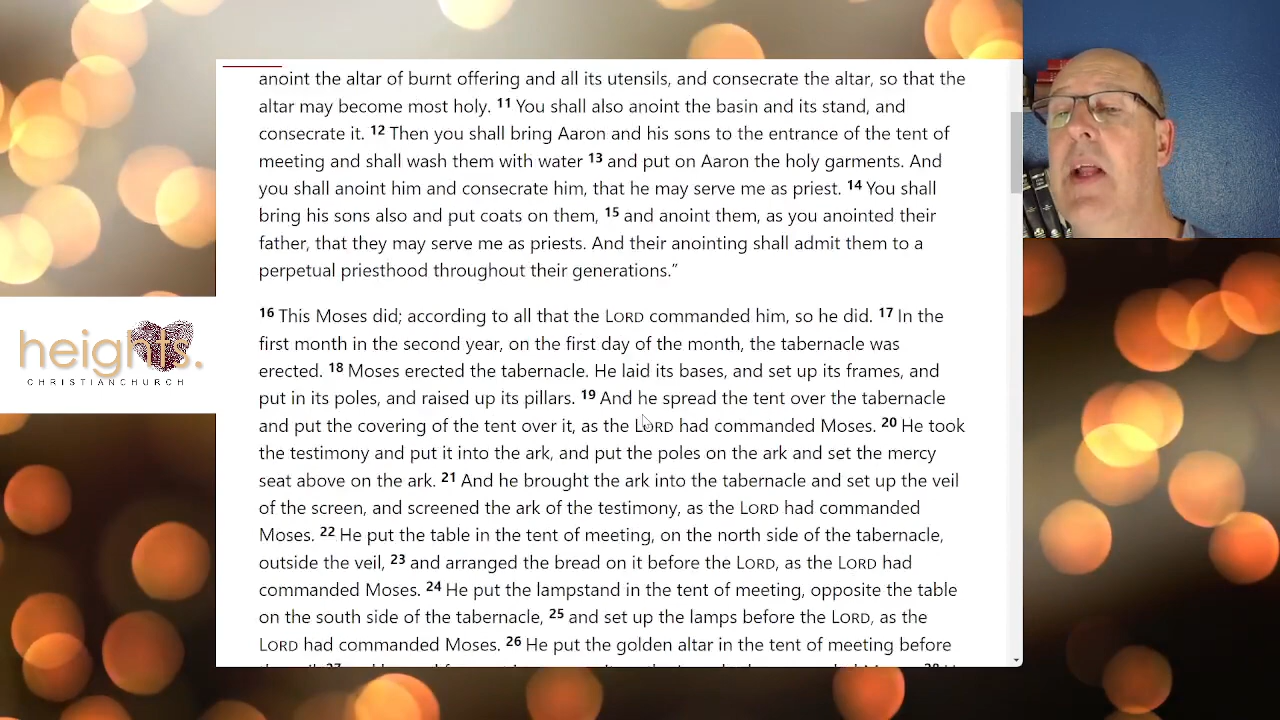 anoint the altar of burnt offering and all its utensils, and consecrate the altar, so that the
altar may become most holy. 11 You shall also anoint the basin and its stand, and
consecrate it. 12 Then you shall bring Aaron and his sons to the entrance of the tent of
meeting and shall wash them with water 13 and put on Aaron the holy garments. And
you shall anoint him and consecrate him, that he may serve me as priest. 14 You shall
bring his sons also and put coats on them, 15 and anoint them, as you anointed their
father, that they may serve me as priests. And their anointing shall admit them to a
perpetual priesthood throughout their generations.”
16 This Moses did; according to all that the LORD commanded him, so he did. 17 In the
first month in the second year, on the first day of the month, the tabernacle was
erected. 18 Moses erected the tabernacle. He laid its bases, and set up its frames, and
put in its poles, and raised up its pillars. 19 And he spread the tent over the tabernacle
and put the covering of the tent over it, as the LORD had commanded Moses. 20 He took
the testimony and put it into the ark, and put the poles on the ark and set the mercy
seat above on the ark. 21 And he brought the ark into the tabernacle and set up the veil
of the screen, and screened the ark of the testimony, as the LORD had commanded
Moses. 22 He put the table in the tent of meeting, on the north side of the tabernacle,
outside the veil, 23 and arranged the bread on it before the LORD, as the LORD had
commanded Moses. 24 He put the lampstand in the tent of meeting, opposite the table
on the south side of the tabernacle, 25 and set up the lamps before the LORD, as the
LORD had commanded Moses. 26 He put the golden altar in the tent of meeting before
heights.
CHRISTIANCHURCH